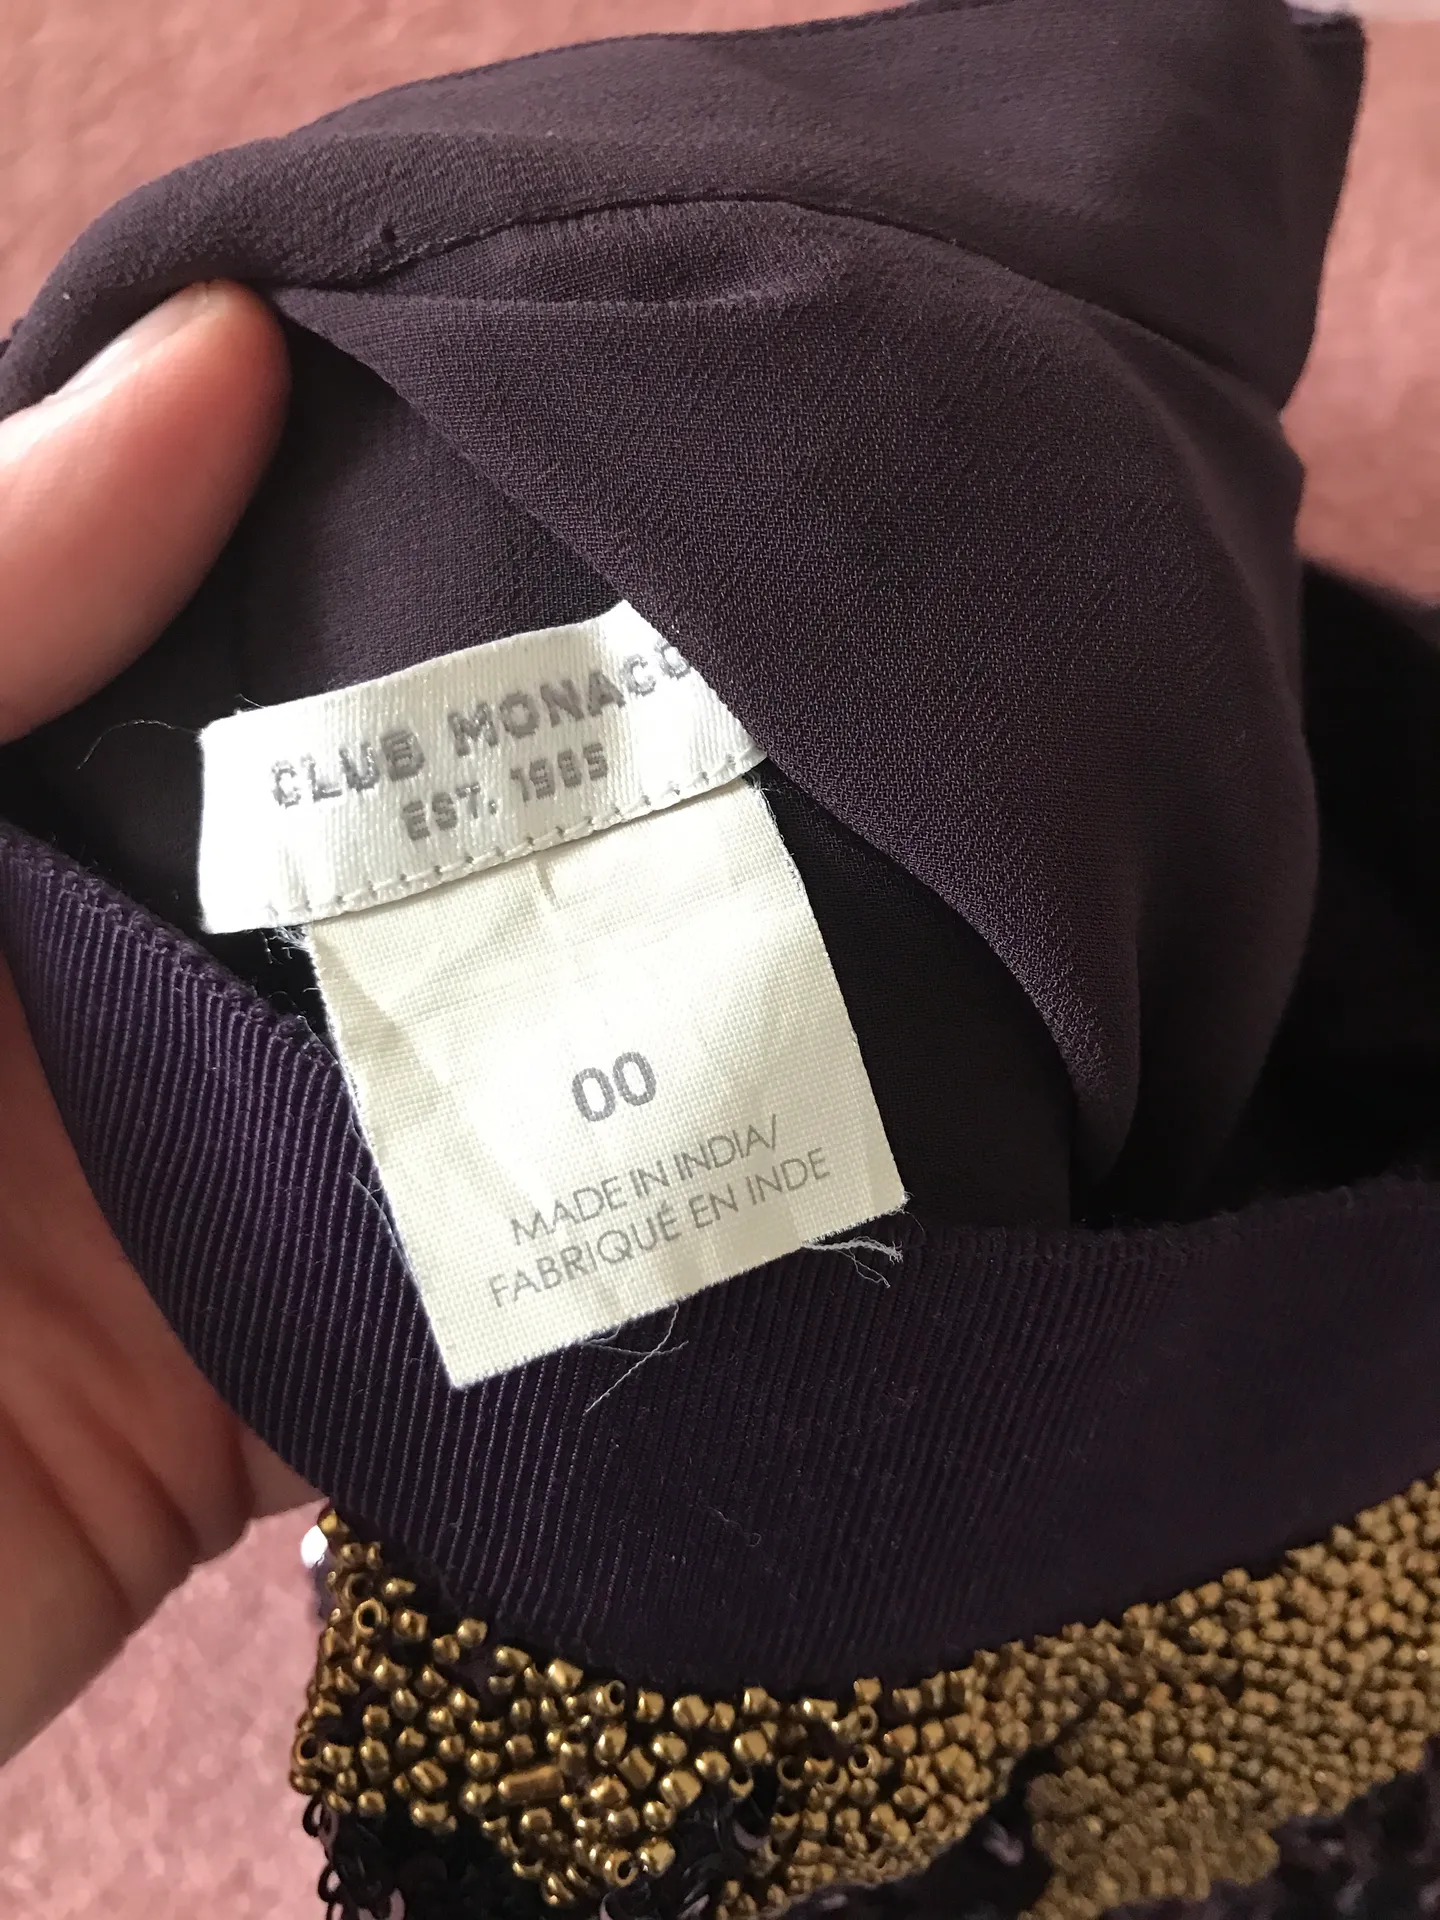 CLUB MONACO
EST. 1985
00
MADE IN INDIA/
FABRIQUÉ EN INDE